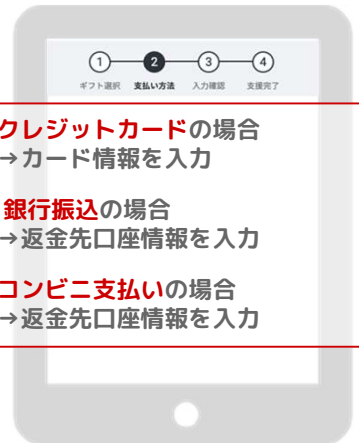 1 2 3 4
ギフト選択 支払い方法 入力確認 支援完了
クレジットカードの場合
→カード情報を入力
銀行振込の場合
→返金先口座情報を入力
コンビニ支払いの場合
→返金先口座情報を入力